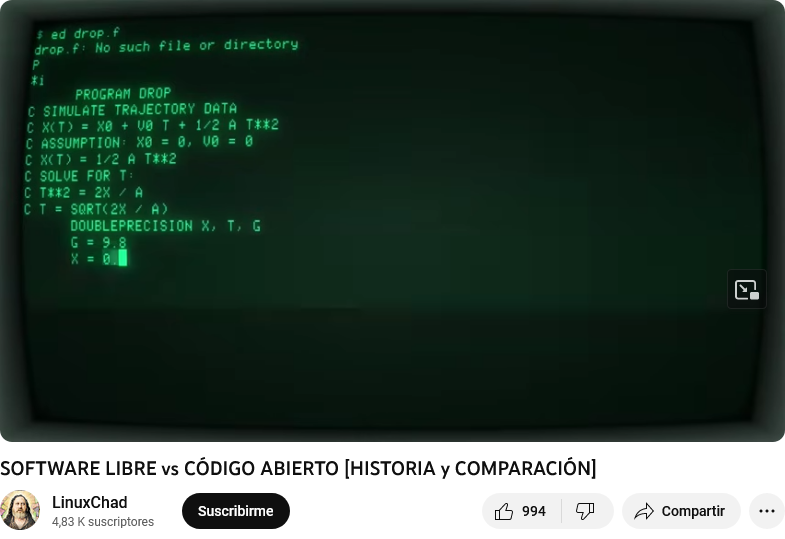 $ ed drop.f
drop.f: No such file or directory
P
*i
PROGRAM DROP
C SIMULATE TRAJECTORY DATA
C X(T) = X0 + V0 T + 1/2 A T**2
C ASSUMPTION: X0 = 0, V0 = 0
C X(T) = 1/2 A T**2
C SOLVE FOR T:
C T**2 = 2X / A
C T = SQRT(2X / A)
DOUBLEPRECISION X, T, G
G = 9.8
X = 0.
SOFTWARE LIBRE vs CÓDIGO ABIERTO [HISTORIA y COMPARACIÓN]
LinuxChad
4,83 K suscriptores
Suscribirme
994
Compartir